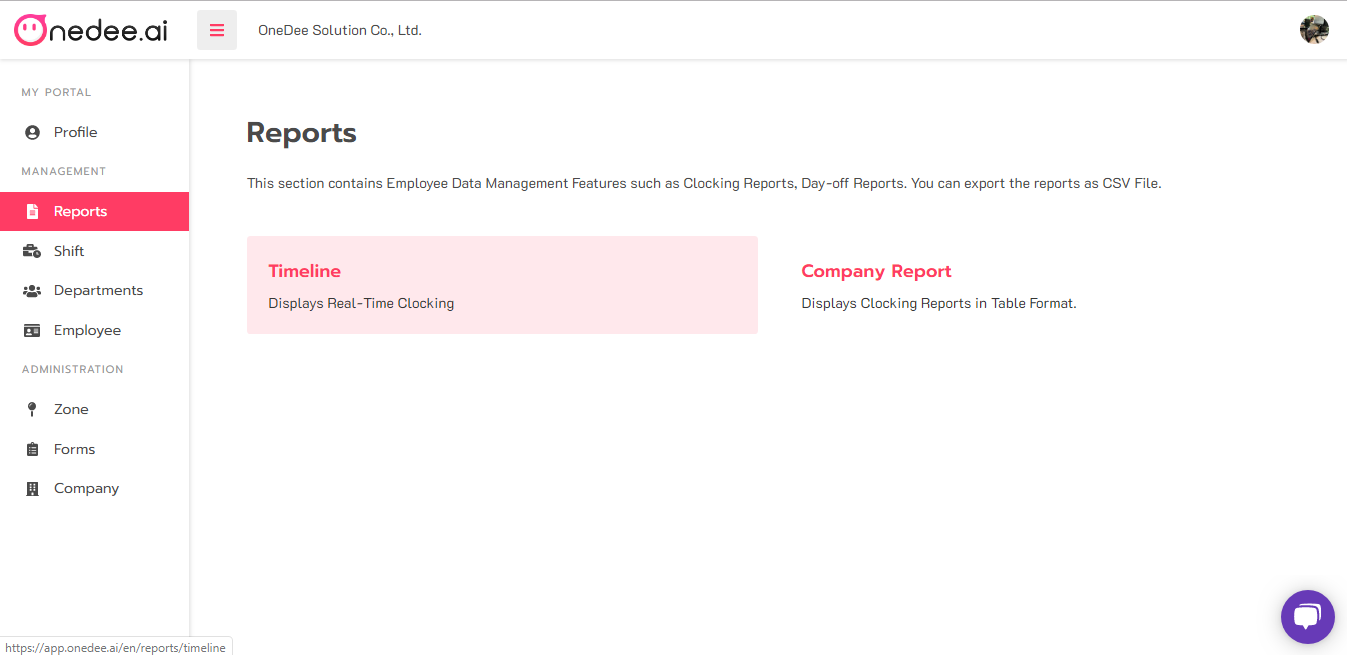 Onedee.ai
OneDee Solution Co., Ltd.
MY PORTAL
Profile
MANAGEMENT
Reports
Shift
Departments
Employee
ADMINISTRATION
Zone
Forms
Company
Reports
This section contains Employee Data Management Features such as Clocking Reports, Day-off Reports. You can export the reports as CSV File.
Timeline
Displays Real-Time Clocking
Company Report
Displays Clocking Reports in Table Format.
https://app.onedee.ai/en/reports/timeline